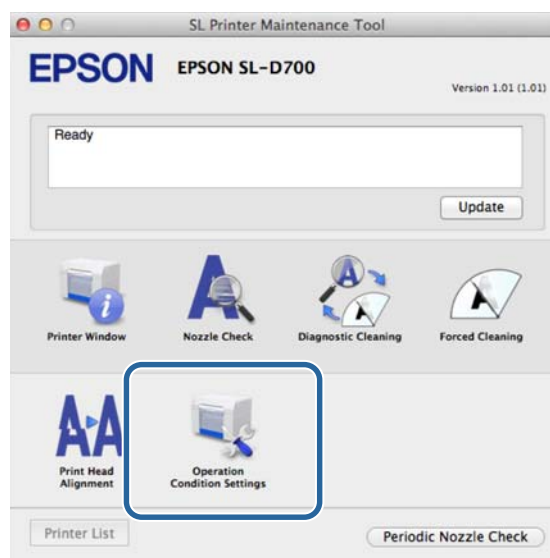 SL Printer Maintenance Tool
EPSON EPSON SL-D700
Version 1.01 (1.01)
Ready
Update
Printer Window Nozzle Check Diagnostic Cleaning Forced Cleaning
Print Head
Alignment
Operation
Condition Settings
Printer List Periodic Nozzle Check